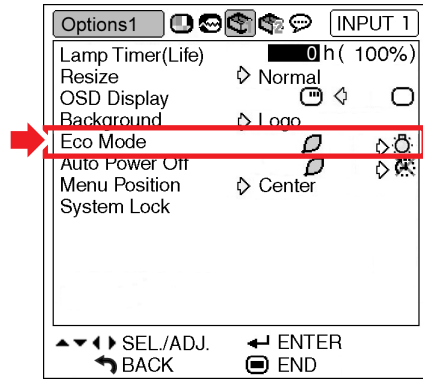 Options1 INPUT 1
Lamp Timer(Life) 0 h ( 100%)
Resize Normal
OSD Display
Background Logo
Eco Mode
Auto Power Off
Menu Position Center
System Lock
SEL./ADJ. ENTER
BACK END